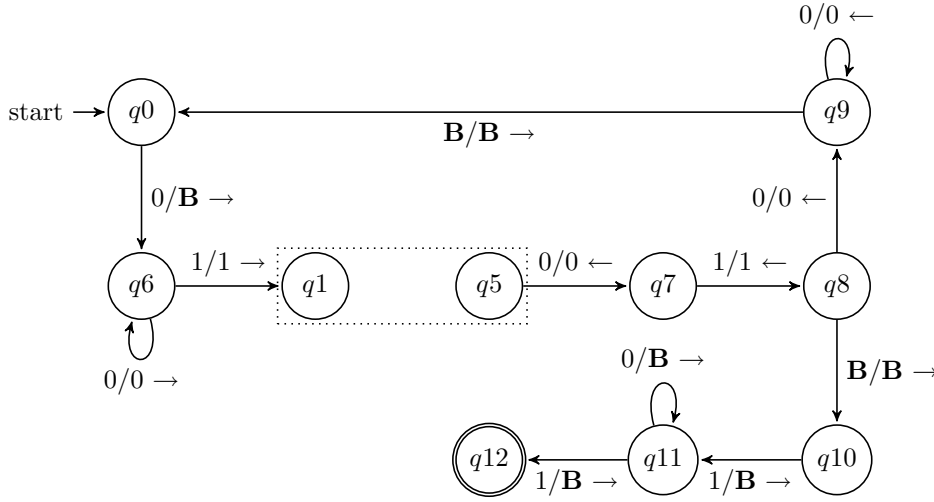 0/0 ←
start
q0
q9
B/B →
0/B →
0/0 ←
1/1 →
0/0 ←
1/1 ←
q6
q1
q5
q7
q8
0/B →
B/B →
0/0 →
q12
q11
q10
1/B →
1/B →